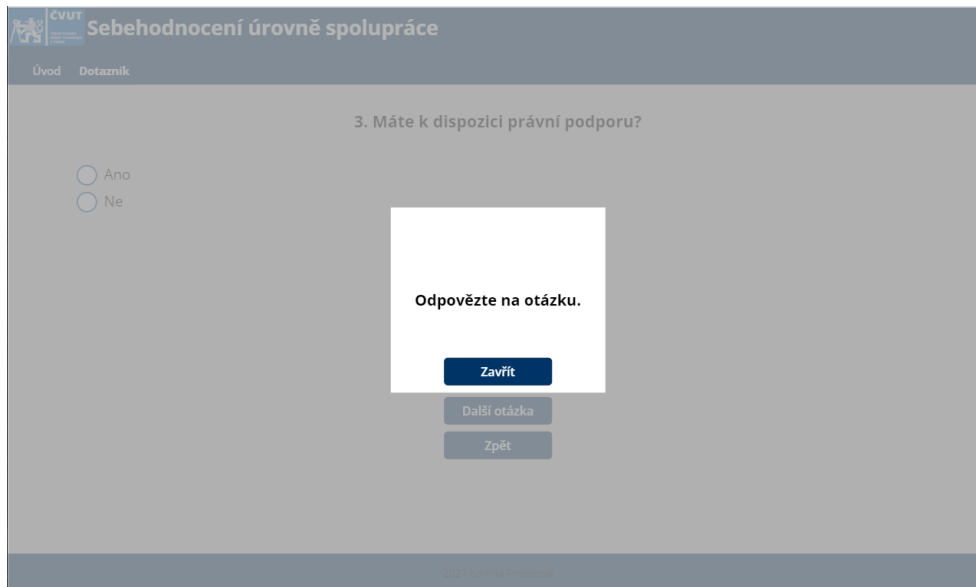 ČVUT
Sebehodnocení úrovně spolupráce
Úvod Dotazník
3. Máte k dispozici právní podporu?
Ano
Ne
Odpovězte na otázku.
Zavřít
Další otázka
Zpět